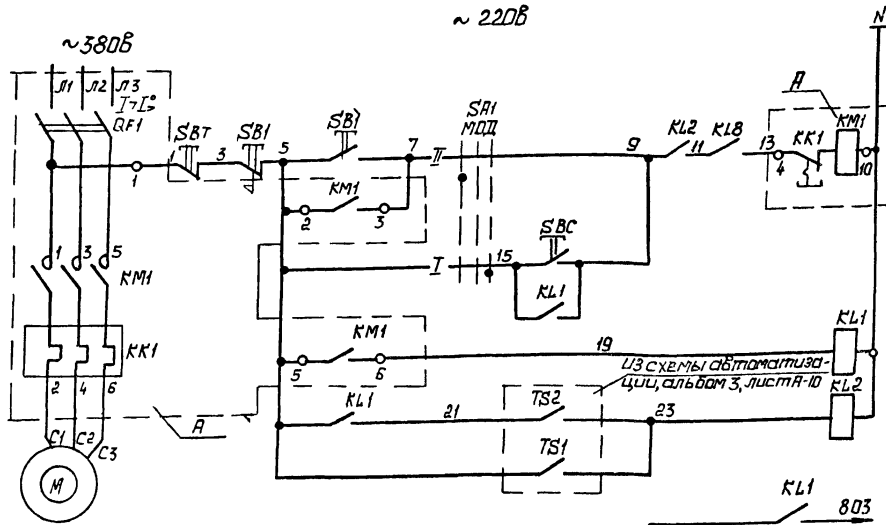 ~ 220В
N
~380В
Л1 Л2 Л3
I>I°
QF1
SBT
SB1
SB1
SA1
М О Д
A
KM1
KL2
KL8
KK1
1
3
5
7
II
9
11
13
4
10
KM1
2
3
SBC
1
3
5
KM1
I
15
KL1
KK1
KM1
19
KL1
5
6
ИЗ СХЕМЫ АВТОМАТИЗА-
ЦИИ, АЛЬБОМ 3, ЛИСТ А-10
KL2
2
4
6
KL1
21
TS2
23
A
C1
C2
C3
TS1
M
KL1
803